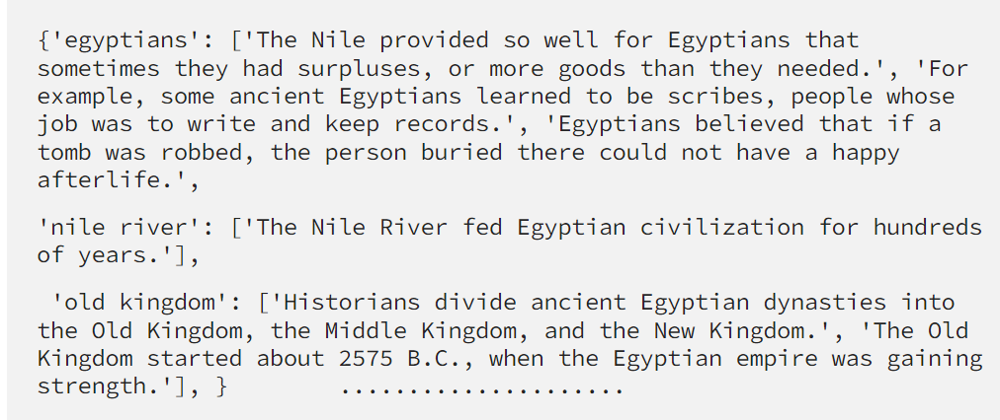 {'egyptians': ['The Nile provided so well for Egyptians that
sometimes they had surpluses, or more goods than they needed.', 'For
example, some ancient Egyptians learned to be scribes, people whose
job was to write and keep records.', 'Egyptians believed that if a
tomb was robbed, the person buried there could not have a happy
afterlife.',
'nile river': ['The Nile River fed Egyptian civilization for hundreds
of years.'],
'old kingdom': ['Historians divide ancient Egyptian dynasties into
the Old Kingdom, the Middle Kingdom, and the New Kingdom.', 'The Old
Kingdom started about 2575 B.C., when the Egyptian empire was gaining
strength.'], } .....................